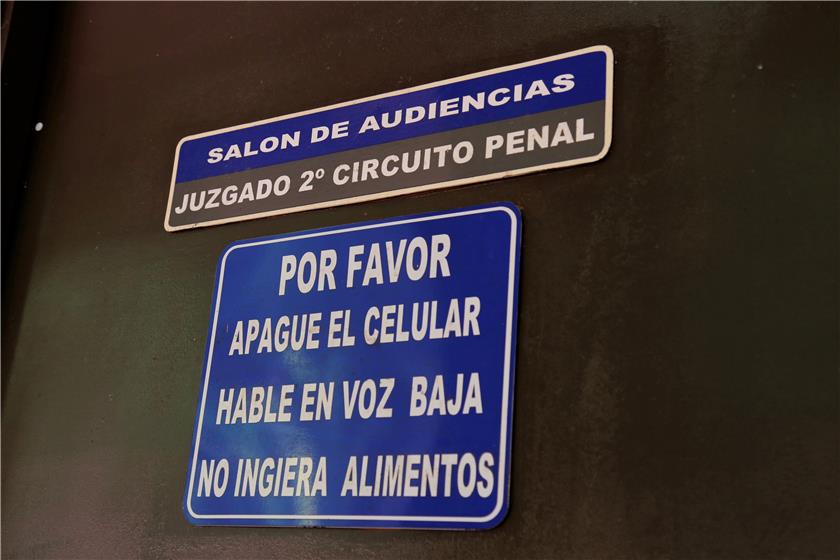 SALON DE AUDIENCIAS
JUZGADO 2º CIRCUITO PENAL
POR FAVOR
APAGUE EL CELULAR
HABLE EN VOZ BAJA
NO INGIERA ALIMENTOS